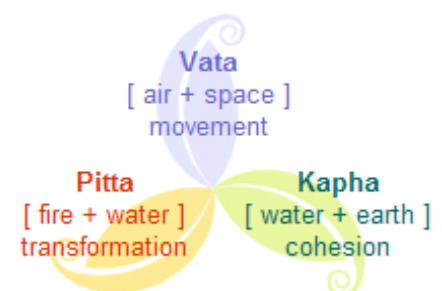 Vata
[ air + space ]
movement
Pitta
[ fire + water ]
transformation
Kapha
[ water + earth ]
cohesion